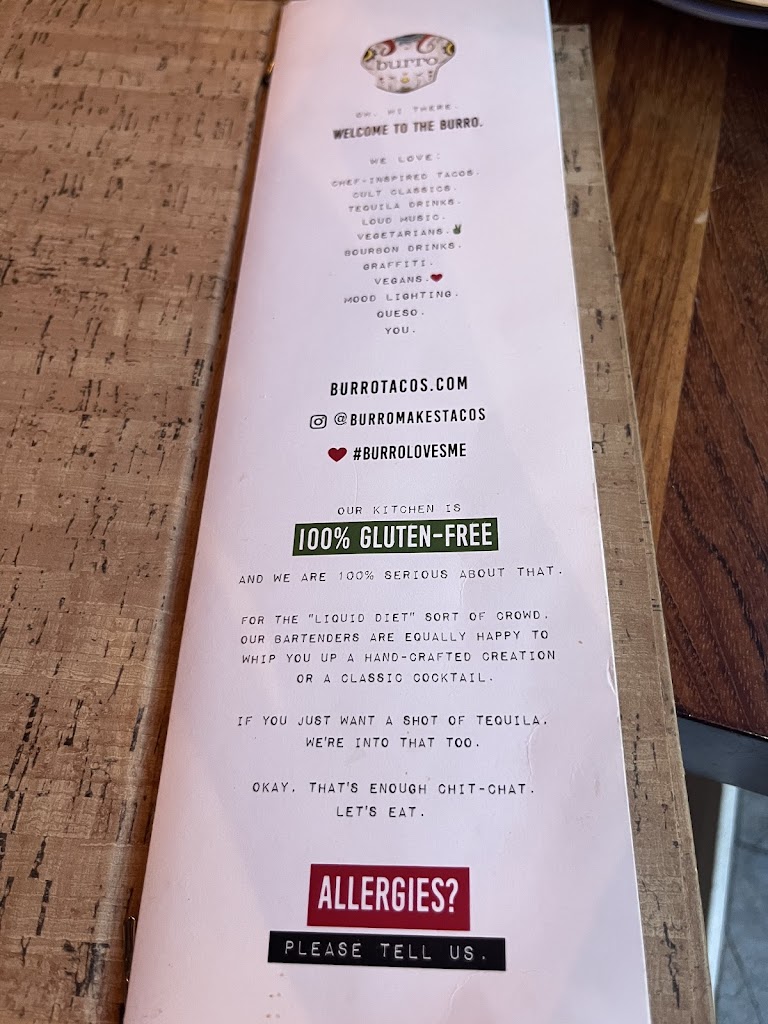 burro
OH, HI THERE.
WELCOME TO THE BURRO.
WE LOVE:
CHEF-INSPIRED TACOS.
CULT CLASSICS.
TEQUILA DRINKS.
LOUD MUSIC.
VEGETARIANS.
BOURBON DRINKS.
GRAFFITI.
VEGANS.
MOOD LIGHTING.
QUESO.
YOU.
BURROTACOS.COM
@BURROMAKESTACOS
#BURROLOVESME
OUR KITCHEN IS
100% GLUTEN-FREE
AND WE ARE 100% SERIOUS ABOUT THAT.
FOR THE "LIQUID DIET" SORT OF CROWD,
OUR BARTENDERS ARE EQUALLY HAPPY TO
WHIP YOU UP A HAND-CRAFTED CREATION
OR A CLASSIC COCKTAIL.
IF YOU JUST WANT A SHOT OF TEQUILA,
WE'RE INTO THAT TOO.
OKAY, THAT'S ENOUGH CHIT-CHAT.
LET'S EAT.
ALLERGIES?
PLEASE TELL US.